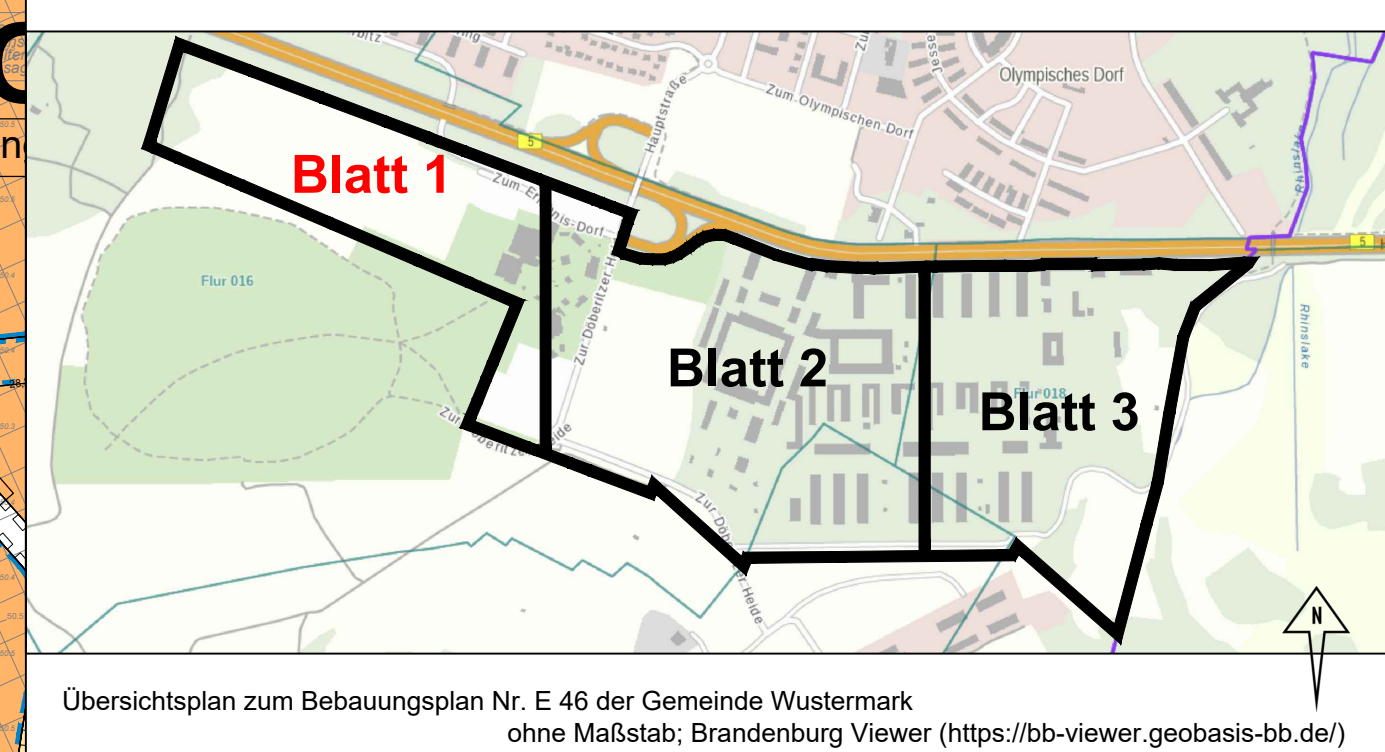 Olympisches Dorf
Zum Olympischen Dorf
Hauptstraße
5
Blatt 1
Rhinslake
5
Zur Döberitzer H
Flur 016
Rhinslake
Blatt 2
Flur 018
Blatt 3
N
Übersichtsplan zum Bebauungsplan Nr. E 46 der Gemeinde Wustermark
ohne Maßstab; Brandenburg Viewer (https://bb-viewer.geobasis-bb.de/)